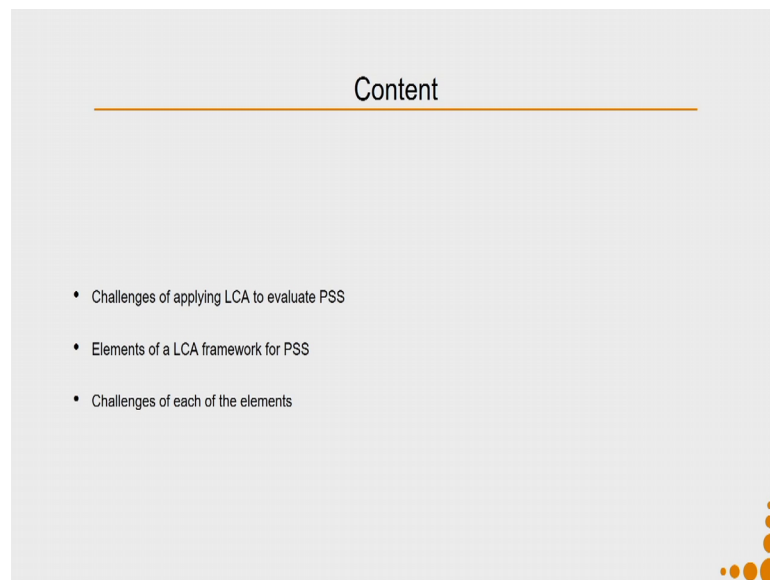 Content
• Challenges of applying LCA to evaluate PSS
• Elements of a LCA framework for PSS
• Challenges of each of the elements